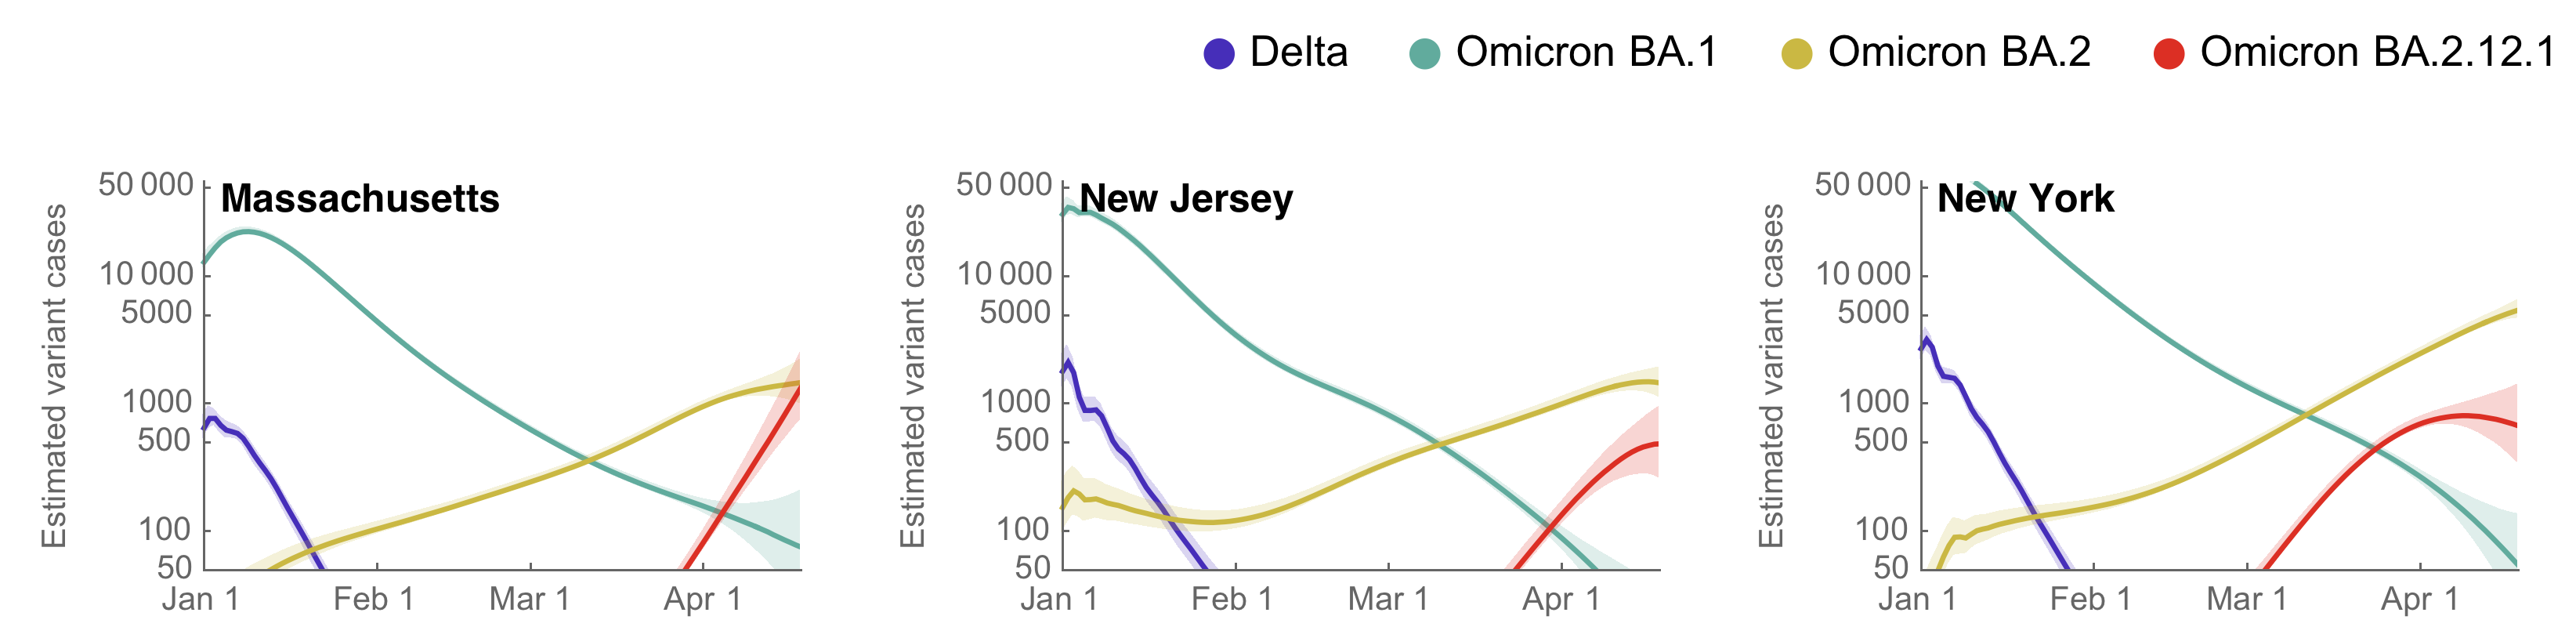 Delta Omicron BA.1 Omicron BA.2 Omicron BA.2.12.1
Massachusetts
Estimated variant cases
50 000
10 000
5000
1000
500
100
50
Jan 1 Feb 1 Mar 1 Apr 1
New Jersey
Estimated variant cases
50 000
10 000
5000
1000
500
100
50
Jan 1 Feb 1 Mar 1 Apr 1
New York
Estimated variant cases
50 000
10 000
5000
1000
500
100
50
Jan 1 Feb 1 Mar 1 Apr 1